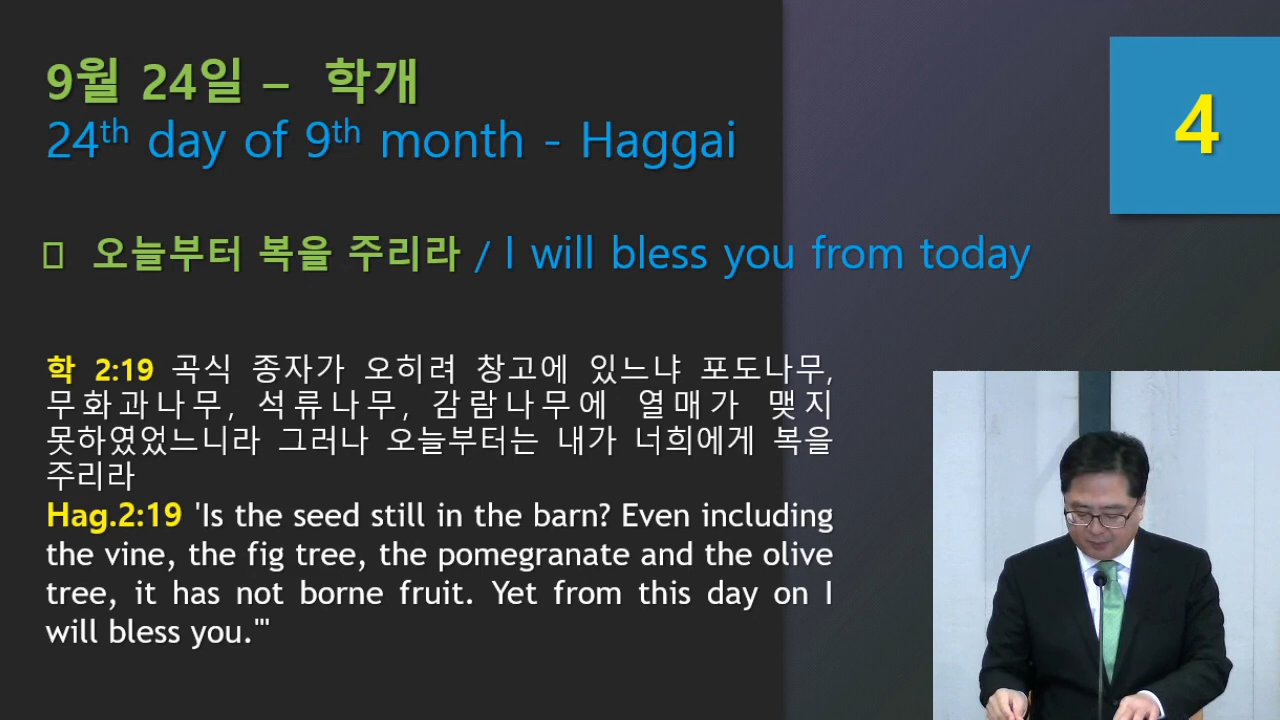 9월 24일 – 학개
4
24th day of 9th month - Haggai
오늘부터 복을 주리라 / I will bless you from today
학 2:19 곡식 종자가 오히려 창고에 있느냐 포도나무,
무화과나무, 석류나무, 감람나무에 열매가 맺지
못하였었느니라 그러나 오늘부터는 내가 너희에게 복을
주리라
Hag.2:19 'Is the seed still in the barn? Even including
the vine, the fig tree, the pomegranate and the olive
tree, it has not borne fruit. Yet from this day on I
will bless you.'"